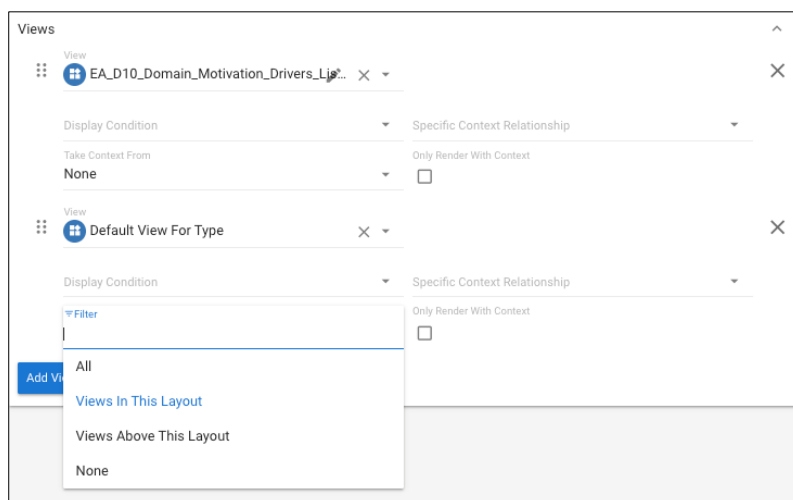 Views
View
EA_D10_Domain_Motivation_Drivers_Lis...
Display Condition
Specific Context Relationship
Take Context From
Only Render With Context
None
View
Default View For Type
Display Condition
Specific Context Relationship
Filter
Only Render With Context
All
Add Vi
Views In This Layout
Views Above This Layout
None